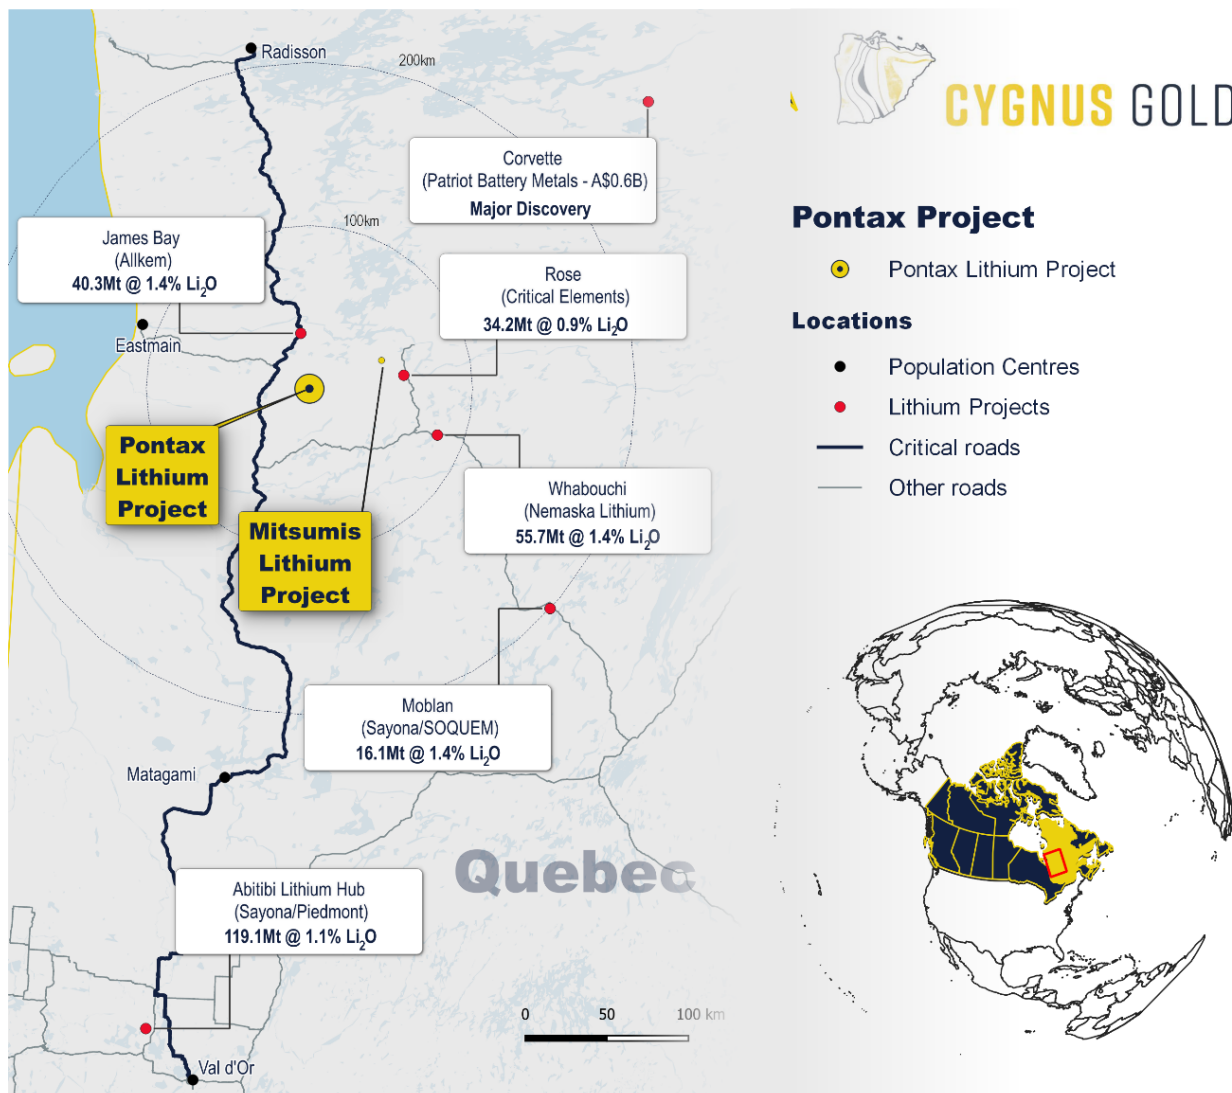 Radisson
200km
CYGNUS GOLD
Corvette
(Patriot Battery Metals - A$0.6B)
Major Discovery
Pontax Project
100km
James Bay
(Allkem)
40.3Mt @ 1.4% Li2O
Rose
(Critical Elements)
34.2Mt @ 0.9% Li2O
Pontax Lithium Project
Locations
Eastmain
Population Centres
Lithium Projects
Critical roads
Other roads
Pontax
Lithium
Project
Mitsumis
Lithium
Project
Whabouchi
(Nemaska Lithium)
55.7Mt @ 1.4% Li2O
Moblan
(Sayona/SOQUEM)
16.1Mt @ 1.4% Li2O
Matagami
Quebec
Abitibi Lithium Hub
(Sayona/Piedmont)
119.1Mt @ 1.1% Li2O
0 50 100 km
Val d'Or